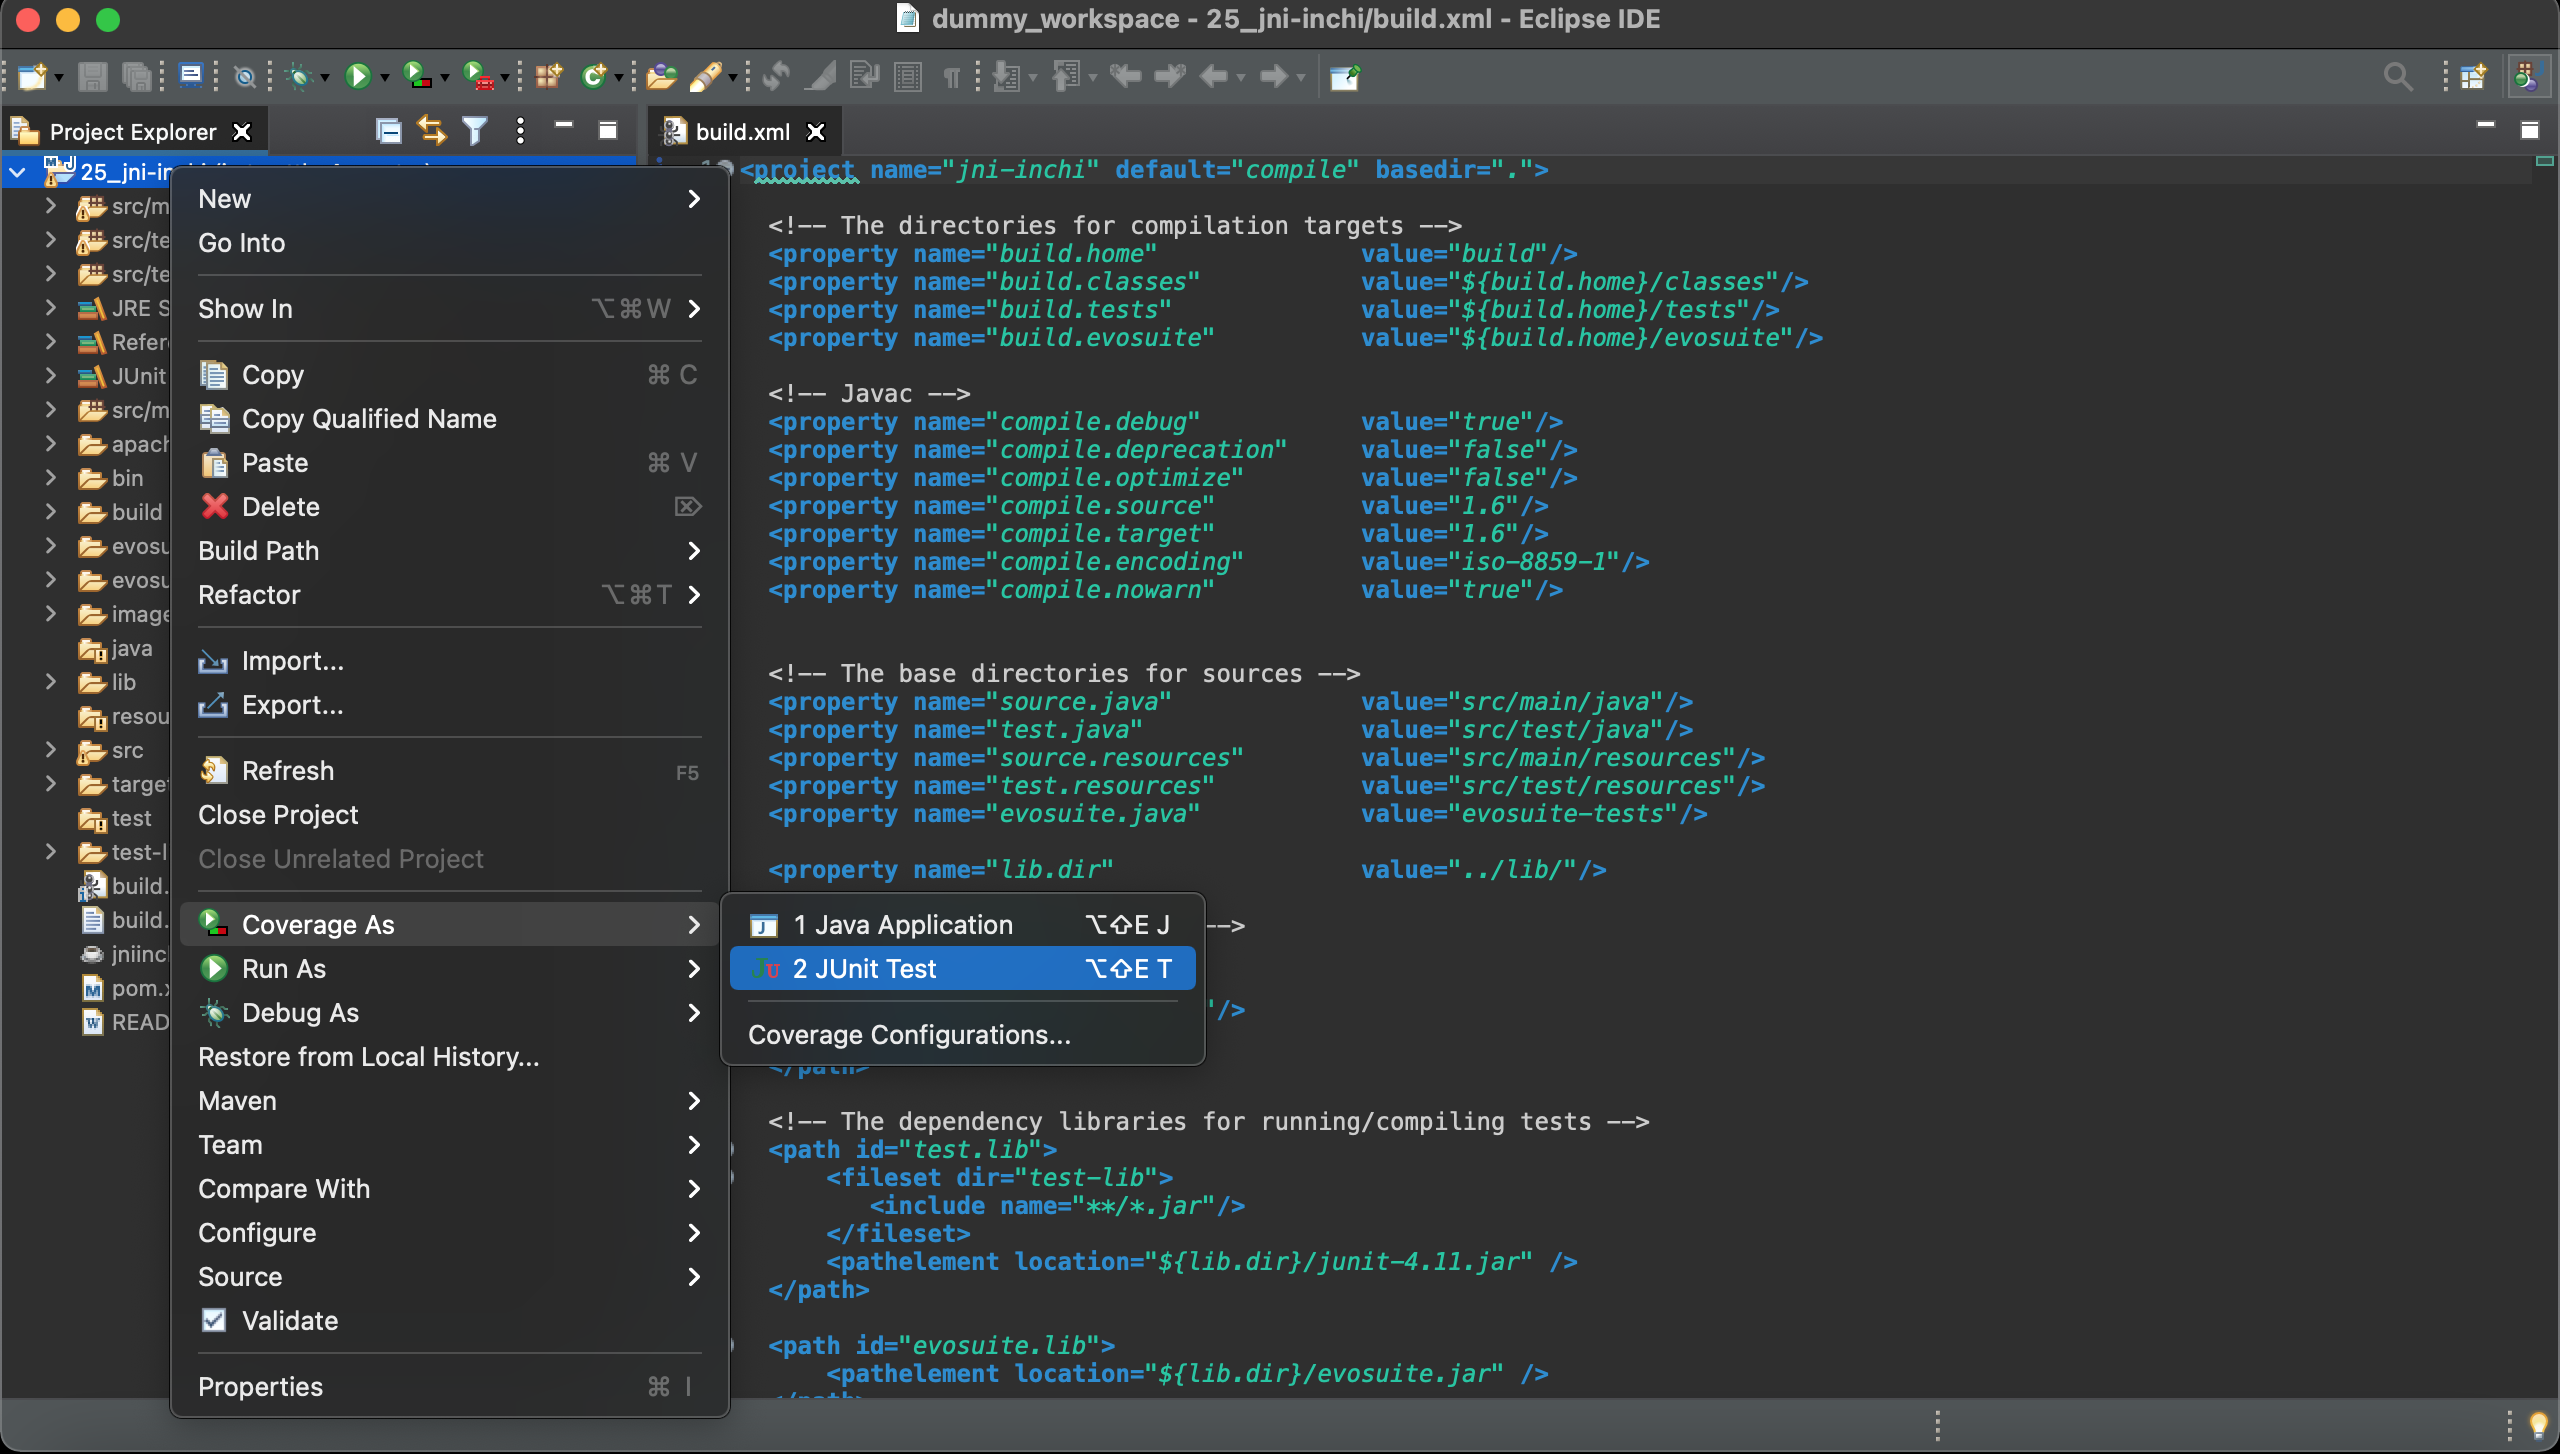 dummy_workspace - 25_jni-inchi/build.xml - Eclipse IDE
Project Explorer
build.xml
25_jni-in
src/m
src/te
src/te
JRE S
Refer
JUnit
src/m
apach
bin
build
evosu
evosu
image
java
lib
resou
src
target
test
test-l
build.
build.
jniinch
pom.x
READ
New
Go Into
Show In ⌥⌘W
Copy ⌘ C
Copy Qualified Name
Paste ⌘ V
Delete ⌦
Build Path
Refactor ⌥⌘T
Import...
Export...
Refresh F5
Close Project
Close Unrelated Project
Coverage As
Run As
Debug As
Restore from Local History...
Maven
Team
Compare With
Configure
Source
Validate
Properties ⌘ I
1 Java Application ⌥⇧E J
2 JUnit Test ⌥⇧E T
Coverage Configurations...
1
<project name="jni-inchi" default="compile" basedir=".">
<!-- The directories for compilation targets -->
<property name="build.home" value="build"/>
<property name="build.classes" value="${build.home}/classes"/>
<property name="build.tests" value="${build.home}/tests"/>
<property name="build.evosuite" value="${build.home}/evosuite"/>
<!-- Javac -->
<property name="compile.debug" value="true"/>
<property name="compile.deprecation" value="false"/>
<property name="compile.optimize" value="false"/>
<property name="compile.source" value="1.6"/>
<property name="compile.target" value="1.6"/>
<property name="compile.encoding" value="iso-8859-1"/>
<property name="compile.nowarn" value="true"/>
<!-- The base directories for sources -->
<property name="source.java" value="src/main/java"/>
<property name="test.java" value="src/test/java"/>
<property name="source.resources" value="src/main/resources"/>
<property name="test.resources" value="src/test/resources"/>
<property name="evosuite.java" value="evosuite-tests"/>
<property name="lib.dir" value="../lib/"/>
-->
"/>
</path>
<!-- The dependency libraries for running/compiling tests -->
<path id="test.lib">
<fileset dir="test-lib">
<include name="**/*.jar"/>
</fileset>
<pathelement location="${lib.dir}/junit-4.11.jar" />
</path>
<path id="evosuite.lib">
<pathelement location="${lib.dir}/evosuite.jar" />
</path>